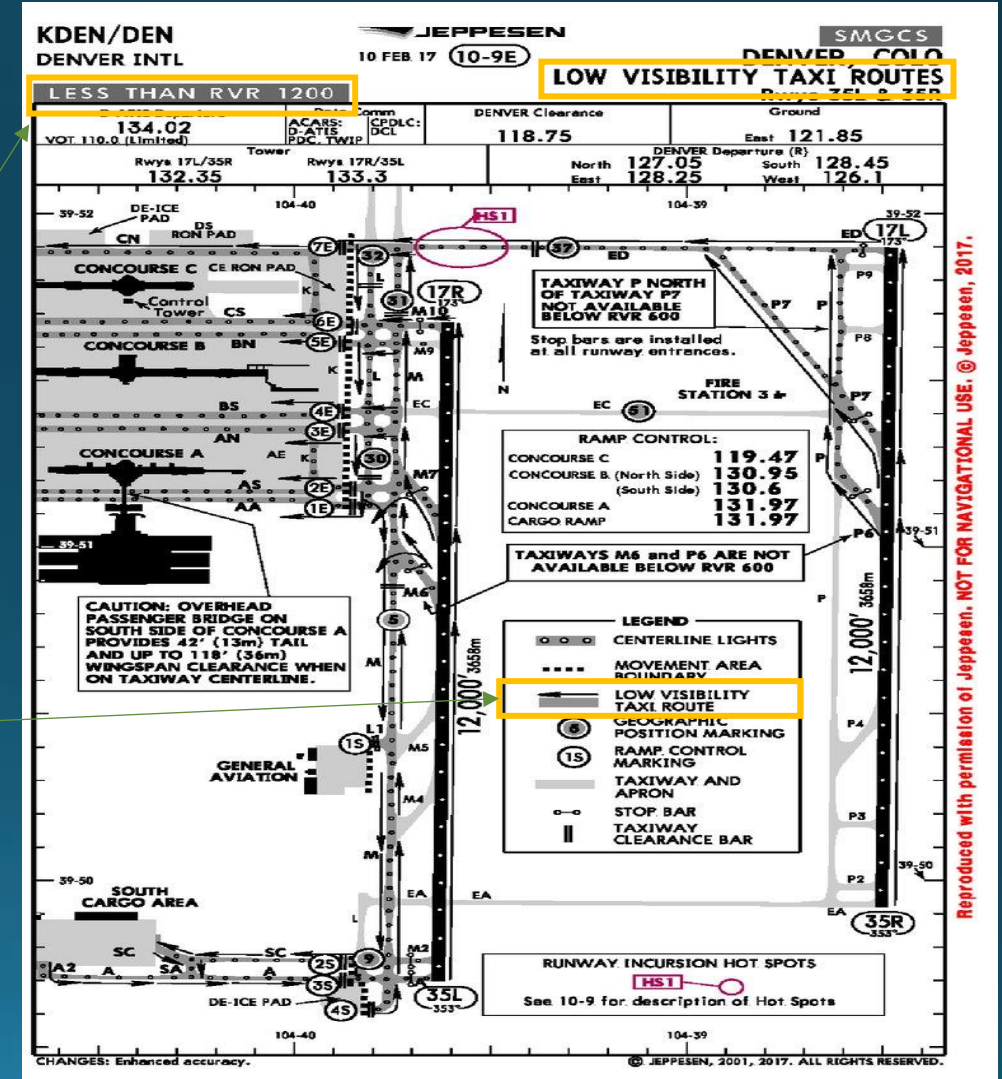 KDEN/DEN
DENVER INTL
JEPPESEN
10 FEB 17 10-9E
SMGCS
DENVER, COLO
LOW VISIBILITY TAXI ROUTES
Rwys 35L & 35R
LESS THAN RVR 1200
D-ATIS Departure
134.02
VOT 110.0 (Limited)
Data Comm
ACARS:
D-ATIS
PDC, TWIP
CPDLC:
DCL
DENVER Clearance
118.75
Ground
East 121.85
Tower
Rwys 17L/35R
132.35
Rwys 17R/35L
133.3
DENVER Departure (R)
North 127.05 South 128.45
East 128.25 West 126.1
39-52
DE-ICE
PAD
104-40
HS1
104-39
39-52
DS
RON PAD
CN
7E
32
37
ED
ED
17L
173°
CONCOURSE C
CE RON PAD
K
L
31
17R
173°
P9
TAXIWAY P NORTH
OF TAXIWAY P7
NOT AVAILABLE
BELOW RVR 600
P7
P
Control
Tower
CS
6E
M10
Stop bars are installed
at all runway entrances.
P8
BN
5E
CONCOURSE B
K
L
M9
M
N
FIRE
STATION 3
P7
BS
4E
EC
EC
51
AN
3E
CONCOURSE A
AE
K
30
M7
P
RAMP CONTROL:
CONCOURSE C 119.47
CONCOURSE B (North Side) 130.95
(South Side) 130.6
CONCOURSE A 131.97
CARGO RAMP 131.97
AS
2E
AA
1E
P6
39-51
39-51
TAXIWAYS M6 and P6 ARE NOT
AVAILABLE BELOW RVR 600
M6
P
CAUTION: OVERHEAD
PASSENGER BRIDGE ON
SOUTH SIDE OF CONCOURSE A
PROVIDES 42' (13m) TAIL
AND UP TO 118' (36m)
WINGSPAN CLEARANCE WHEN
ON TAXIWAY CENTERLINE.
5
M
12,000' 3658m
12,000' 3658m
LEGEND
CENTERLINE LIGHTS
MOVEMENT AREA
BOUNDARY
LOW VISIBILITY
TAXI ROUTE
5
GEOGRAPHIC
POSITION MARKING
1S
RAMP CONTROL
MARKING
TAXIWAY AND
APRON
STOP BAR
TAXIWAY
CLEARANCE BAR
L1
1S
M5
P4
GENERAL
AVIATION
M4
P3
M
39-50
39-50
P2
SOUTH
CARGO AREA
EA
EA
EA
35R
353°
L
SC
SC
M2
9
2S
A2
A
SA
A
3S
35L
353°
DE-ICE PAD
4S
RUNWAY INCURSION HOT SPOTS
HS1
See 10-9 for description of Hot Spots
104-40
104-39
CHANGES: Enhanced accuracy.
© JEPPESEN, 2001, 2017. ALL RIGHTS RESERVED.
Reproduced with permission of Jeppesen. NOT FOR NAVIGATIONAL USE. © Jeppesen, 2017.